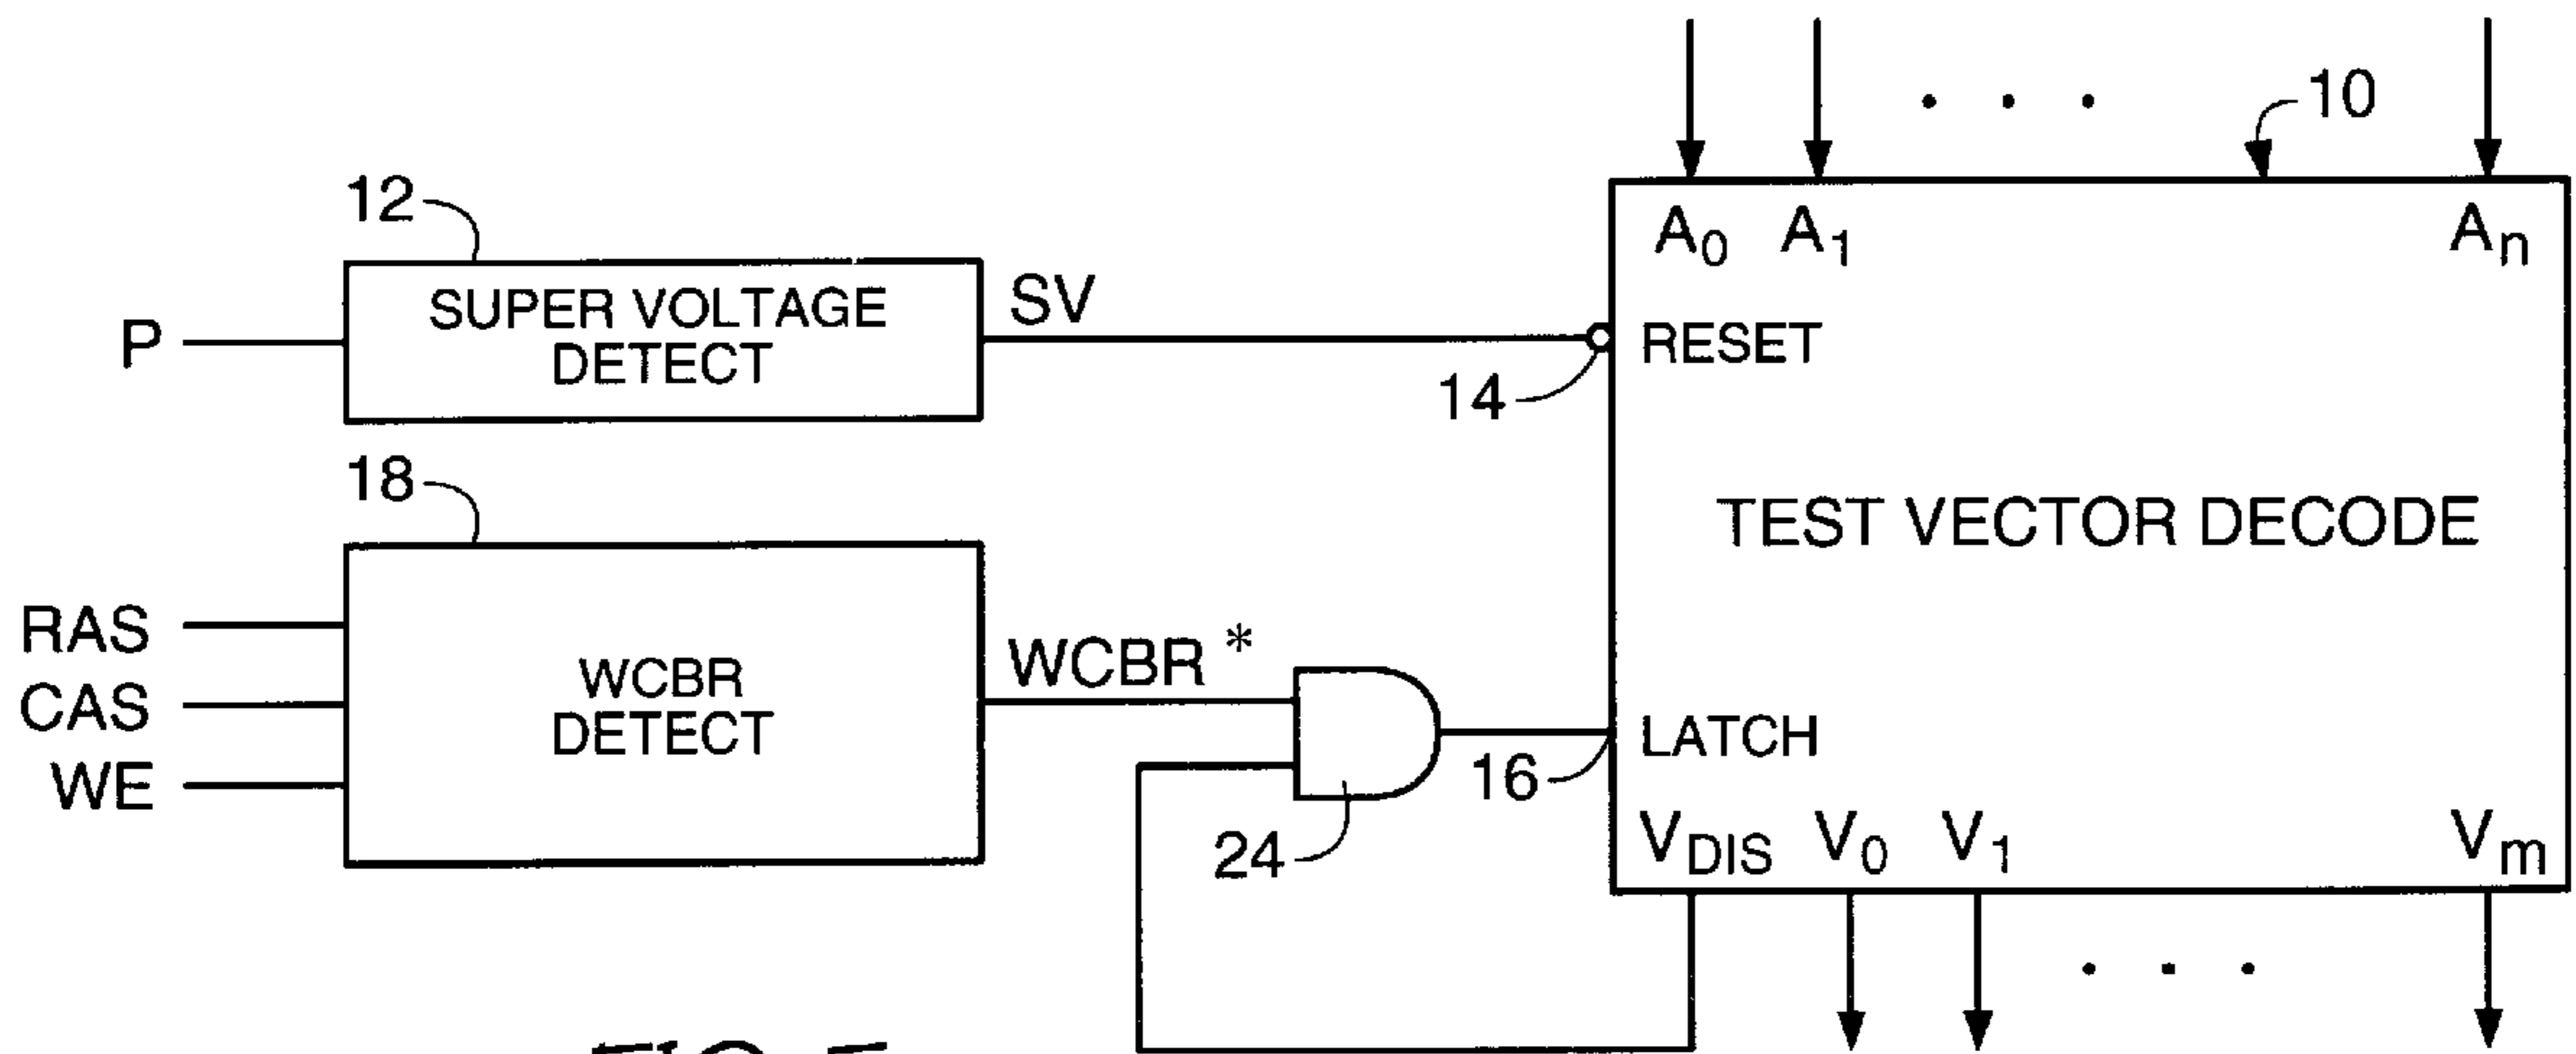 10
A0 A1 An
12
SUPER VOLTAGE
DETECT
P
SV
RESET
14
TEST VECTOR DECODE
18
RAS
CAS
WE
WCBR
DETECT
WCBR *
24
16
LATCH
VDIS V0 V1 Vm